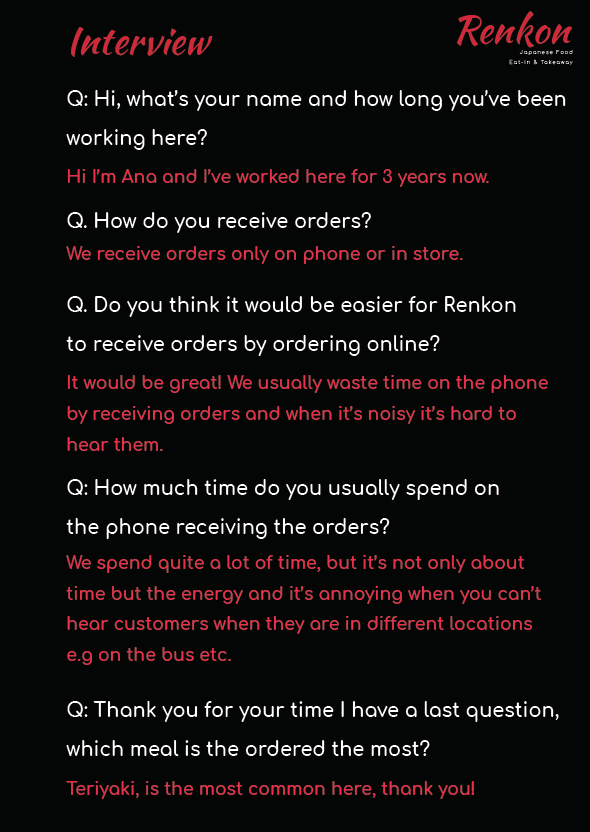 Interview
Renkon
Japanese Food
Eat-In & Takeaway
Q: Hi, what's your name and how long you've been
working here?
Hi I'm Ana and I've worked here for 3 years now.
Q. How do you receive orders?
We receive orders only on phone or in store.
Q. Do you think it would be easier for Renkon
to receive orders by ordering online?
It would be great! We usually waste time on the phone
by receiving orders and when it's noisy it's hard to
hear them.
Q: How much time do you usually spend on
the phone receiving the orders?
We spend quite a lot of time, but it's not only about
time but the energy and it's annoying when you can't
hear customers when they are in different locations
e.g on the bus etc.
Q: Thank you for your time I have a last question,
which meal is the ordered the most?
Teriyaki, is the most common here, thank you!